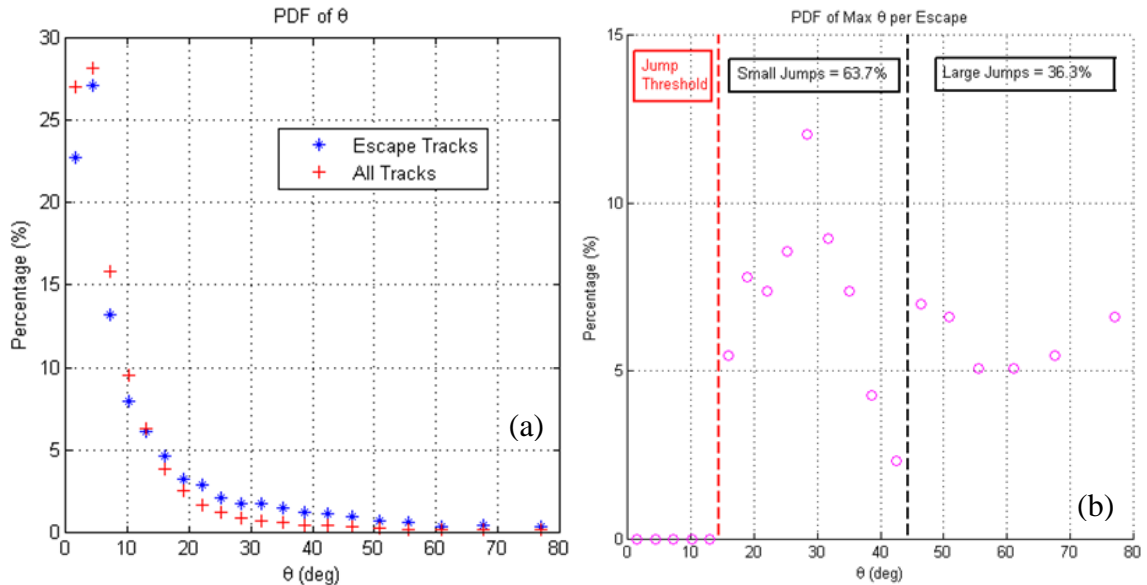 PDF of θ
30
25
20
15
10
5
0
Percentage (%)
Escape Tracks
All Tracks
(a)
0 10 20 30 40 50 60 70 80
θ (deg)
PDF of Max θ per Escape
15
10
5
0
Percentage (%)
Jump
Threshold
Small Jumps = 63.7%
Large Jumps = 36.3%
(b)
20 30 40 50 60 70 80
θ (deg)